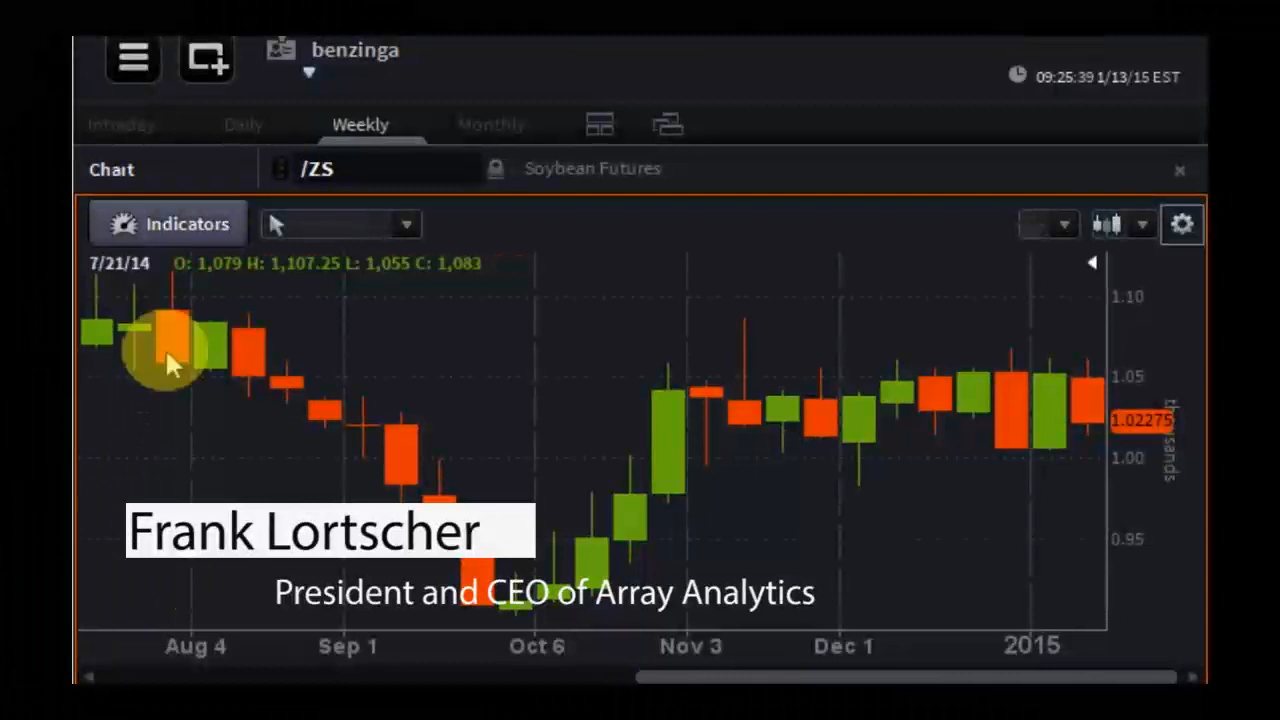 benzinga
09:25:39 1/13/15 EST
Intraday Daily Weekly Monthly
Chart /ZS Soybean Futures
Indicators
7/21/14 O: 1,079 H: 1,107.25 L: 1,055 C: 1,083
1.10
1.05
1.02275
thousands
1.00
0.95
Frank Lortscher
President and CEO of Array Analytics
Aug 4 Sep 1 Oct 6 Nov 3 Dec 1 2015